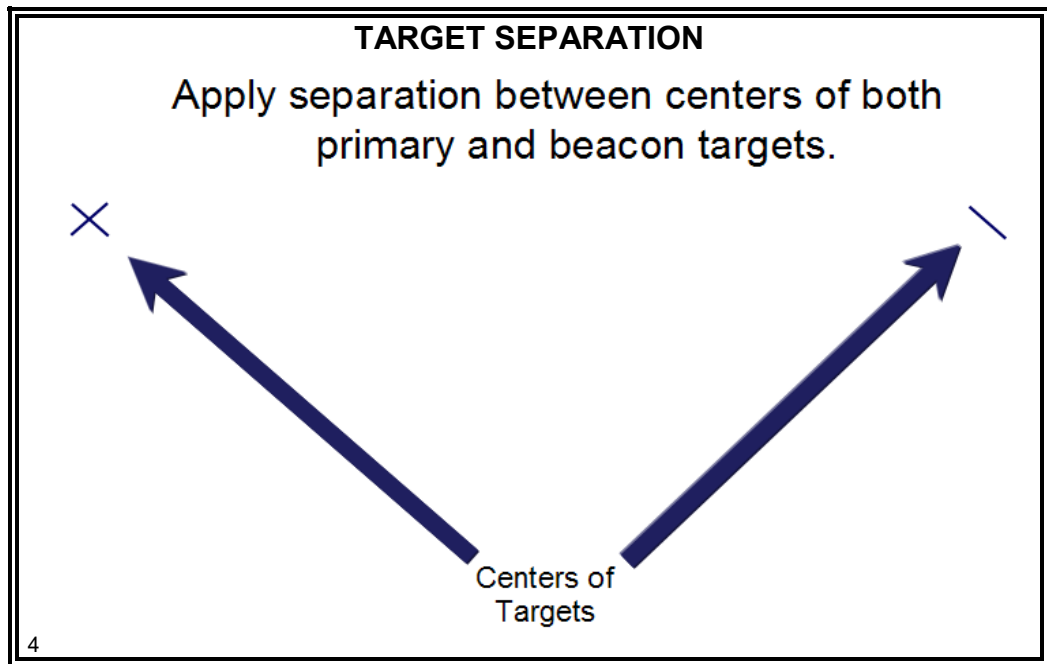 TARGET SEPARATION
Apply separation between centers of both
primary and beacon targets.
Centers of
Targets
4